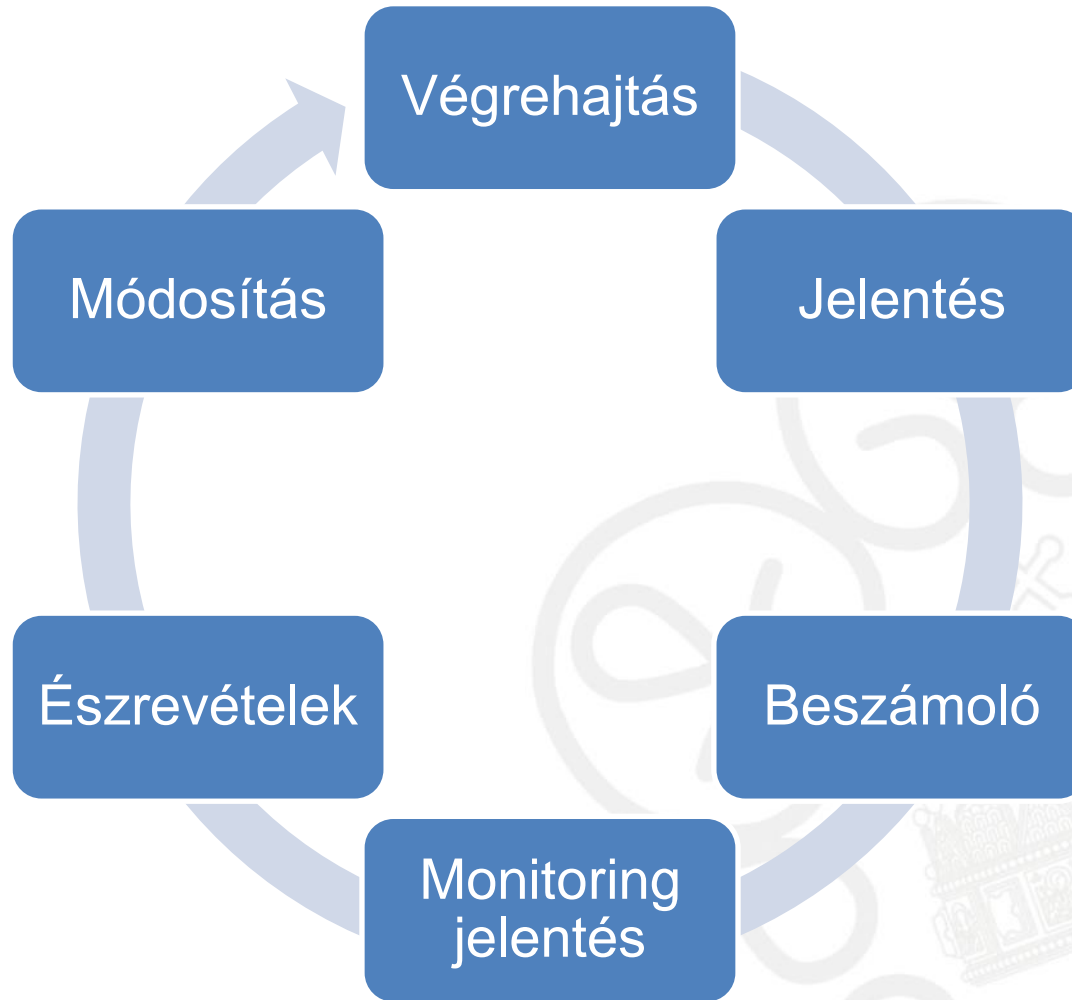 Végrehajtás
Jelentés
Beszámoló
Monitoring
jelentés
Észrevételek
Módosítás